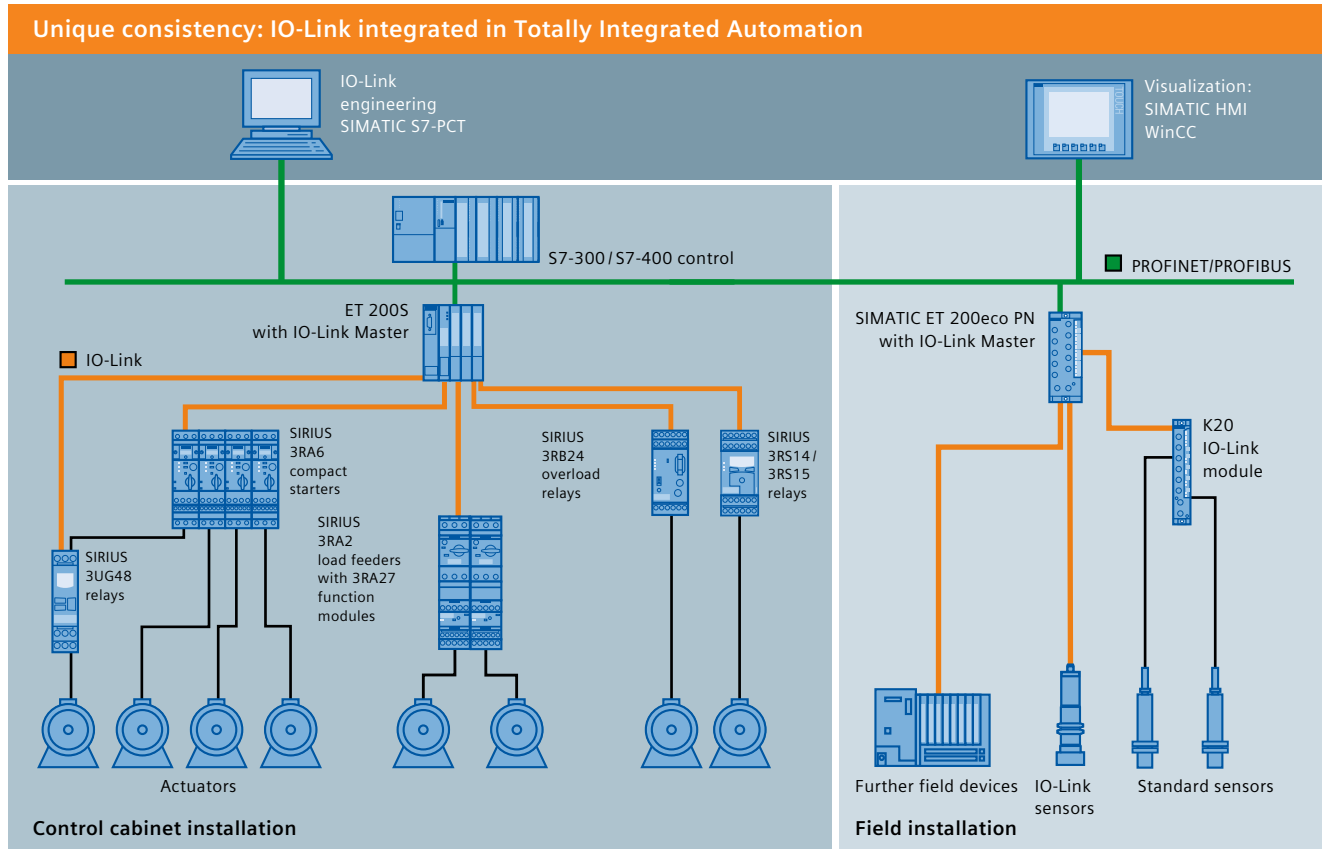 Unique consistency: IO-Link integrated in Totally Integrated Automation
IO-Link
engineering
SIMATIC S7-PCT
Visualization:
SIMATIC HMI
WinCC
S7-300/S7-400 control
PROFINET/PROFIBUS
ET 200S
with IO-Link Master
SIMATIC ET 200eco PN
with IO-Link Master
IO-Link
SIRIUS
3RA6
compact
starters
SIRIUS
3RB24
overload
relays
SIRIUS
3RS14/
3RS15
relays
K20
IO-Link
module
SIRIUS
3RA2
load feeders
with 3RA27
function
modules
SIRIUS
3UG48
relays
Actuators
Further field devices
IO-Link
sensors
Standard sensors
Control cabinet installation
Field installation